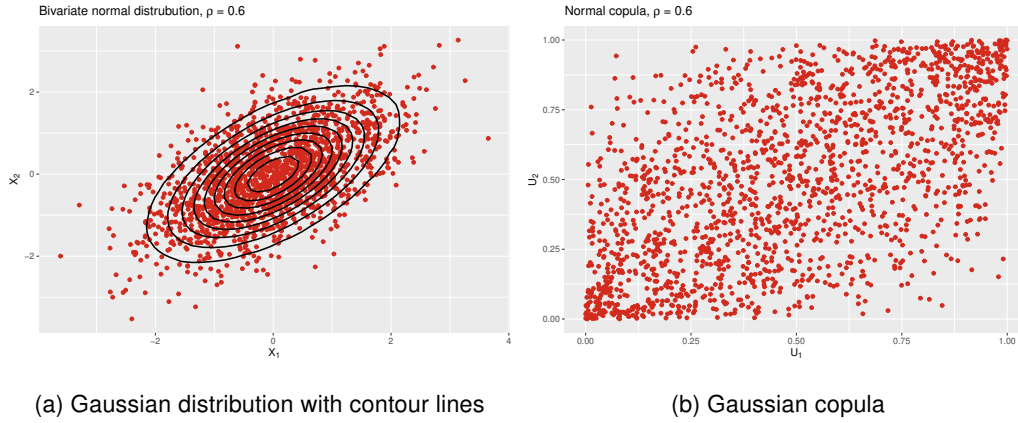 Bivariate normal distrubution, ρ = 0.6
X₂
2
0
−2
−2
0
2
4
X₁
Normal copula, ρ = 0.6
U₂
1.00
0.75
0.50
0.25
0.00
0.00
0.25
0.50
0.75
1.00
U₁
(a) Gaussian distribution with contour lines
(b) Gaussian copula